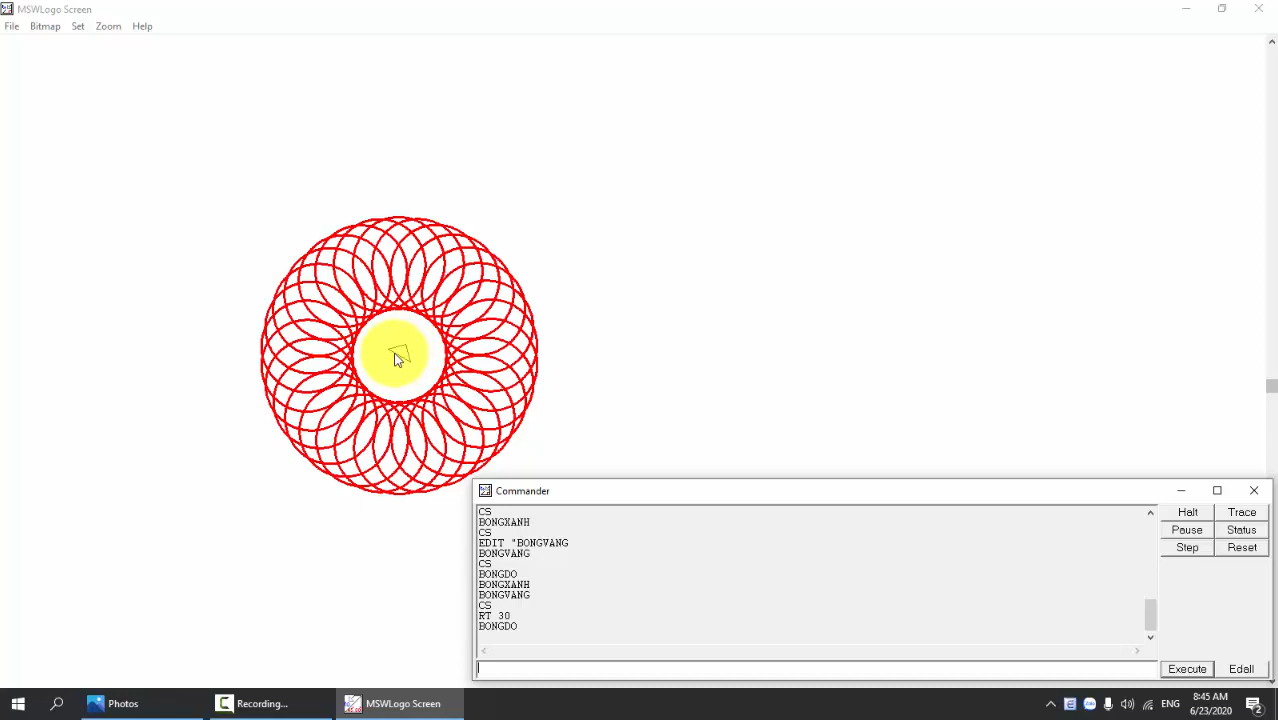 MSWLogo Screen
File Bitmap Set Zoom Help
Commander
CS
BONGXANH
CS
EDIT "BONGVANG
BONGVANG
CS
BONGDO
BONGXANH
BONGVANG
CS
RT 30
BONGDO
Halt Trace
Pause Status
Step Reset
Execute Edall
Photos
Recording...
MSWLogo Screen
ENG
8:45 AM
6/23/2020
2